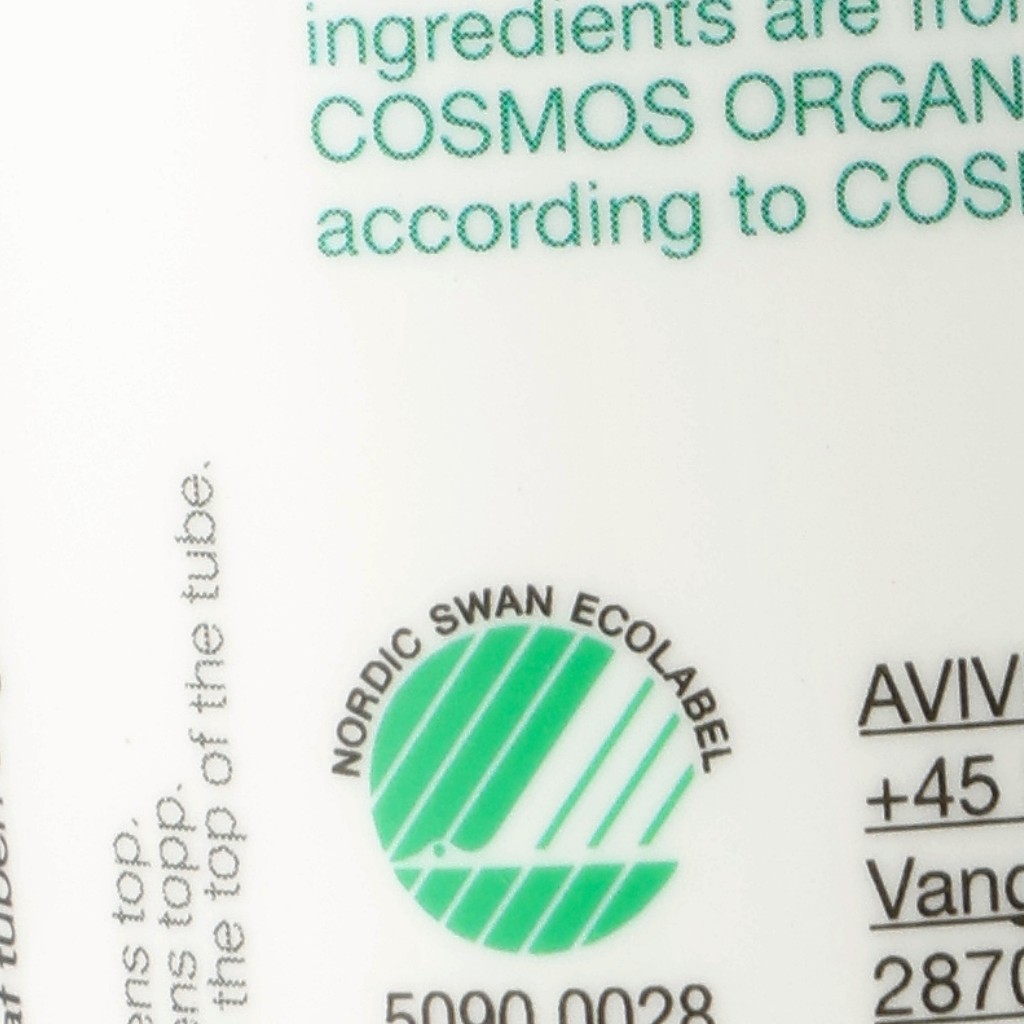 ingredients are
COSMOS ORGAN
according to COS
of the tube.
ens top.
ens topp.
the top
NORDIC SWAN ECOLABEL
5090 0028
AVIV
+45
Vang
2870